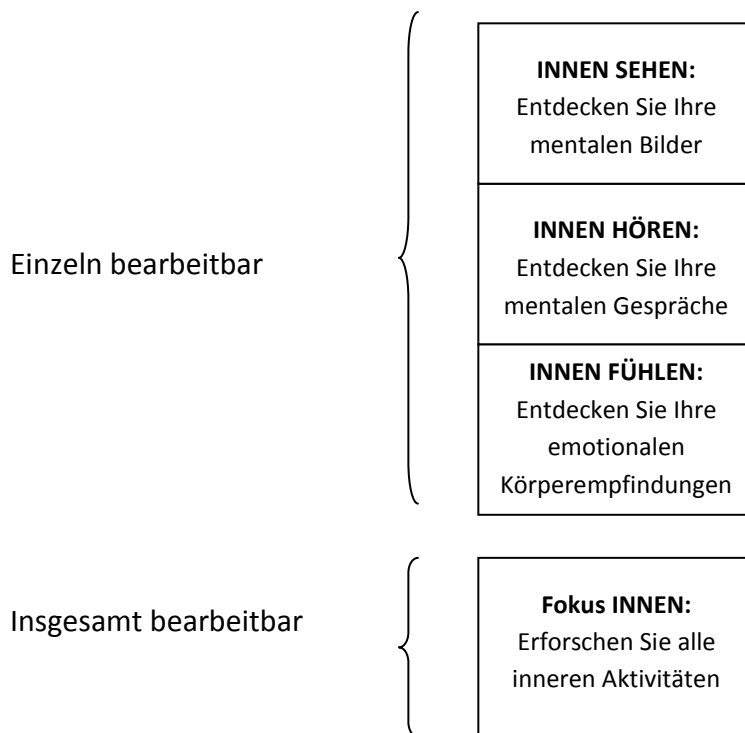 INNEN SEHEN:
Entdecken Sie Ihre
mentalen Bilder
Einzeln bearbeitbar
INNEN HÖREN:
Entdecken Sie Ihre
mentalen Gespräche
INNEN FÜHLEN:
Entdecken Sie Ihre
emotionalen
Körperempfindungen
Insgesamt bearbeitbar
Fokus INNEN:
Erforschen Sie alle
inneren Aktivitäten